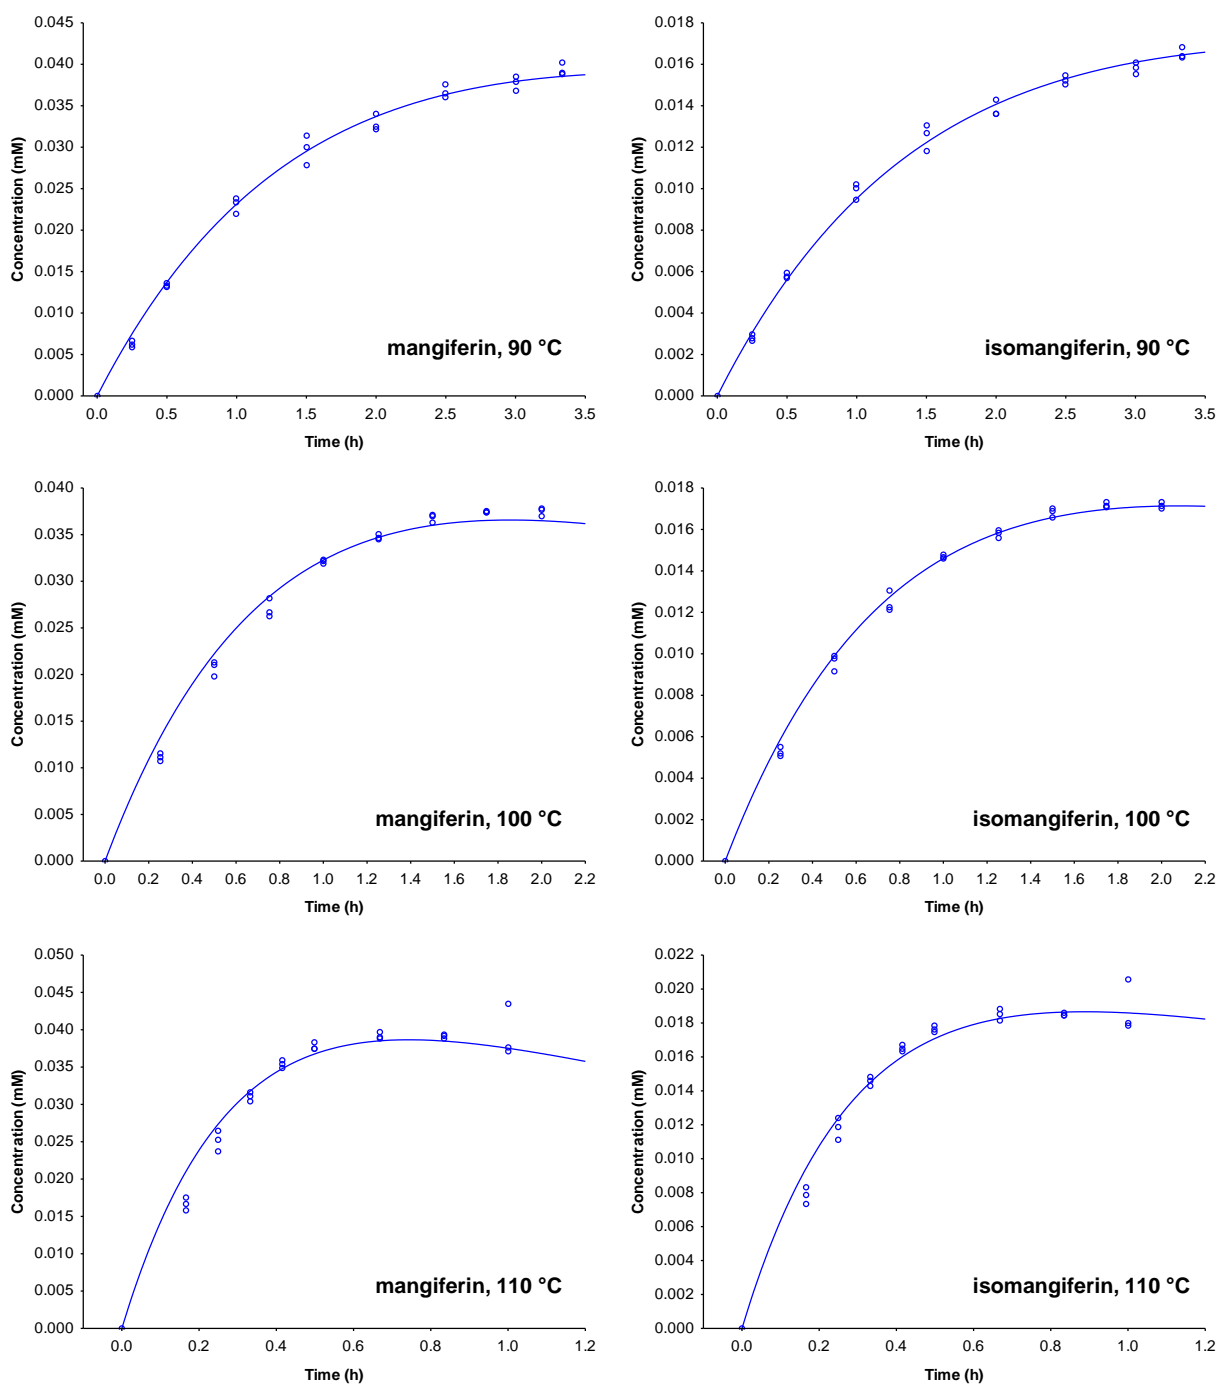 0.045
0.040
0.035
0.030
0.025
0.020
0.015
0.010
0.005
0.000
Concentration (mM)
mangiferin, 90 °C
0.0 0.5 1.0 1.5 2.0 2.5 3.0 3.5
Time (h)
0.018
0.016
0.014
0.012
0.010
0.008
0.006
0.004
0.002
0.000
Concentration (mM)
isomangiferin, 90 °C
0.0 0.5 1.0 1.5 2.0 2.5 3.0 3.5
Time (h)
0.040
0.035
0.030
0.025
0.020
0.015
0.010
0.005
0.000
Concentration (mM)
mangiferin, 100 °C
0.0 0.2 0.4 0.6 0.8 1.0 1.2 1.4 1.6 1.8 2.0 2.2
Time (h)
0.018
0.016
0.014
0.012
0.010
0.008
0.006
0.004
0.002
0.000
Concentration (mM)
isomangiferin, 100 °C
0.0 0.2 0.4 0.6 0.8 1.0 1.2 1.4 1.6 1.8 2.0 2.2
Time (h)
0.050
0.045
0.040
0.035
0.030
0.025
0.020
0.015
0.010
0.005
0.000
Concentration (mM)
mangiferin, 110 °C
0.0 0.2 0.4 0.6 0.8 1.0 1.2
Time (h)
0.022
0.020
0.018
0.016
0.014
0.012
0.010
0.008
0.006
0.004
0.002
0.000
Concentration (mM)
isomangiferin, 110 °C
0.0 0.2 0.4 0.6 0.8 1.0 1.2
Time (h)